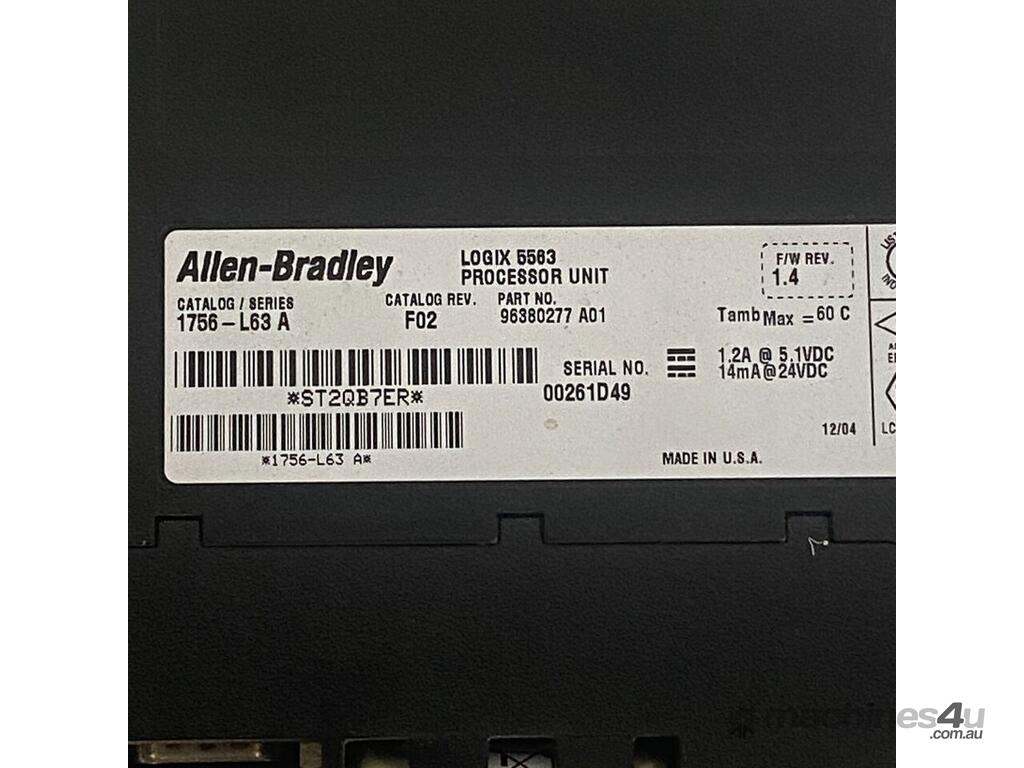 Allen-Bradley
LOGIX 5563
PROCESSOR UNIT
F/W REV.
1.4
CATALOG / SERIES
1756-L63 A
CATALOG REV.
F02
PART NO.
96380277 A01
Tamb Max = 60 C
SERIAL NO.
00261D49
1.2A @ 5.1VDC
14mA@24VDC
*ST2QB7ER*
*1756-L63 A*
12/04
MADE IN U.S.A.
LC
machines4u
.com.au